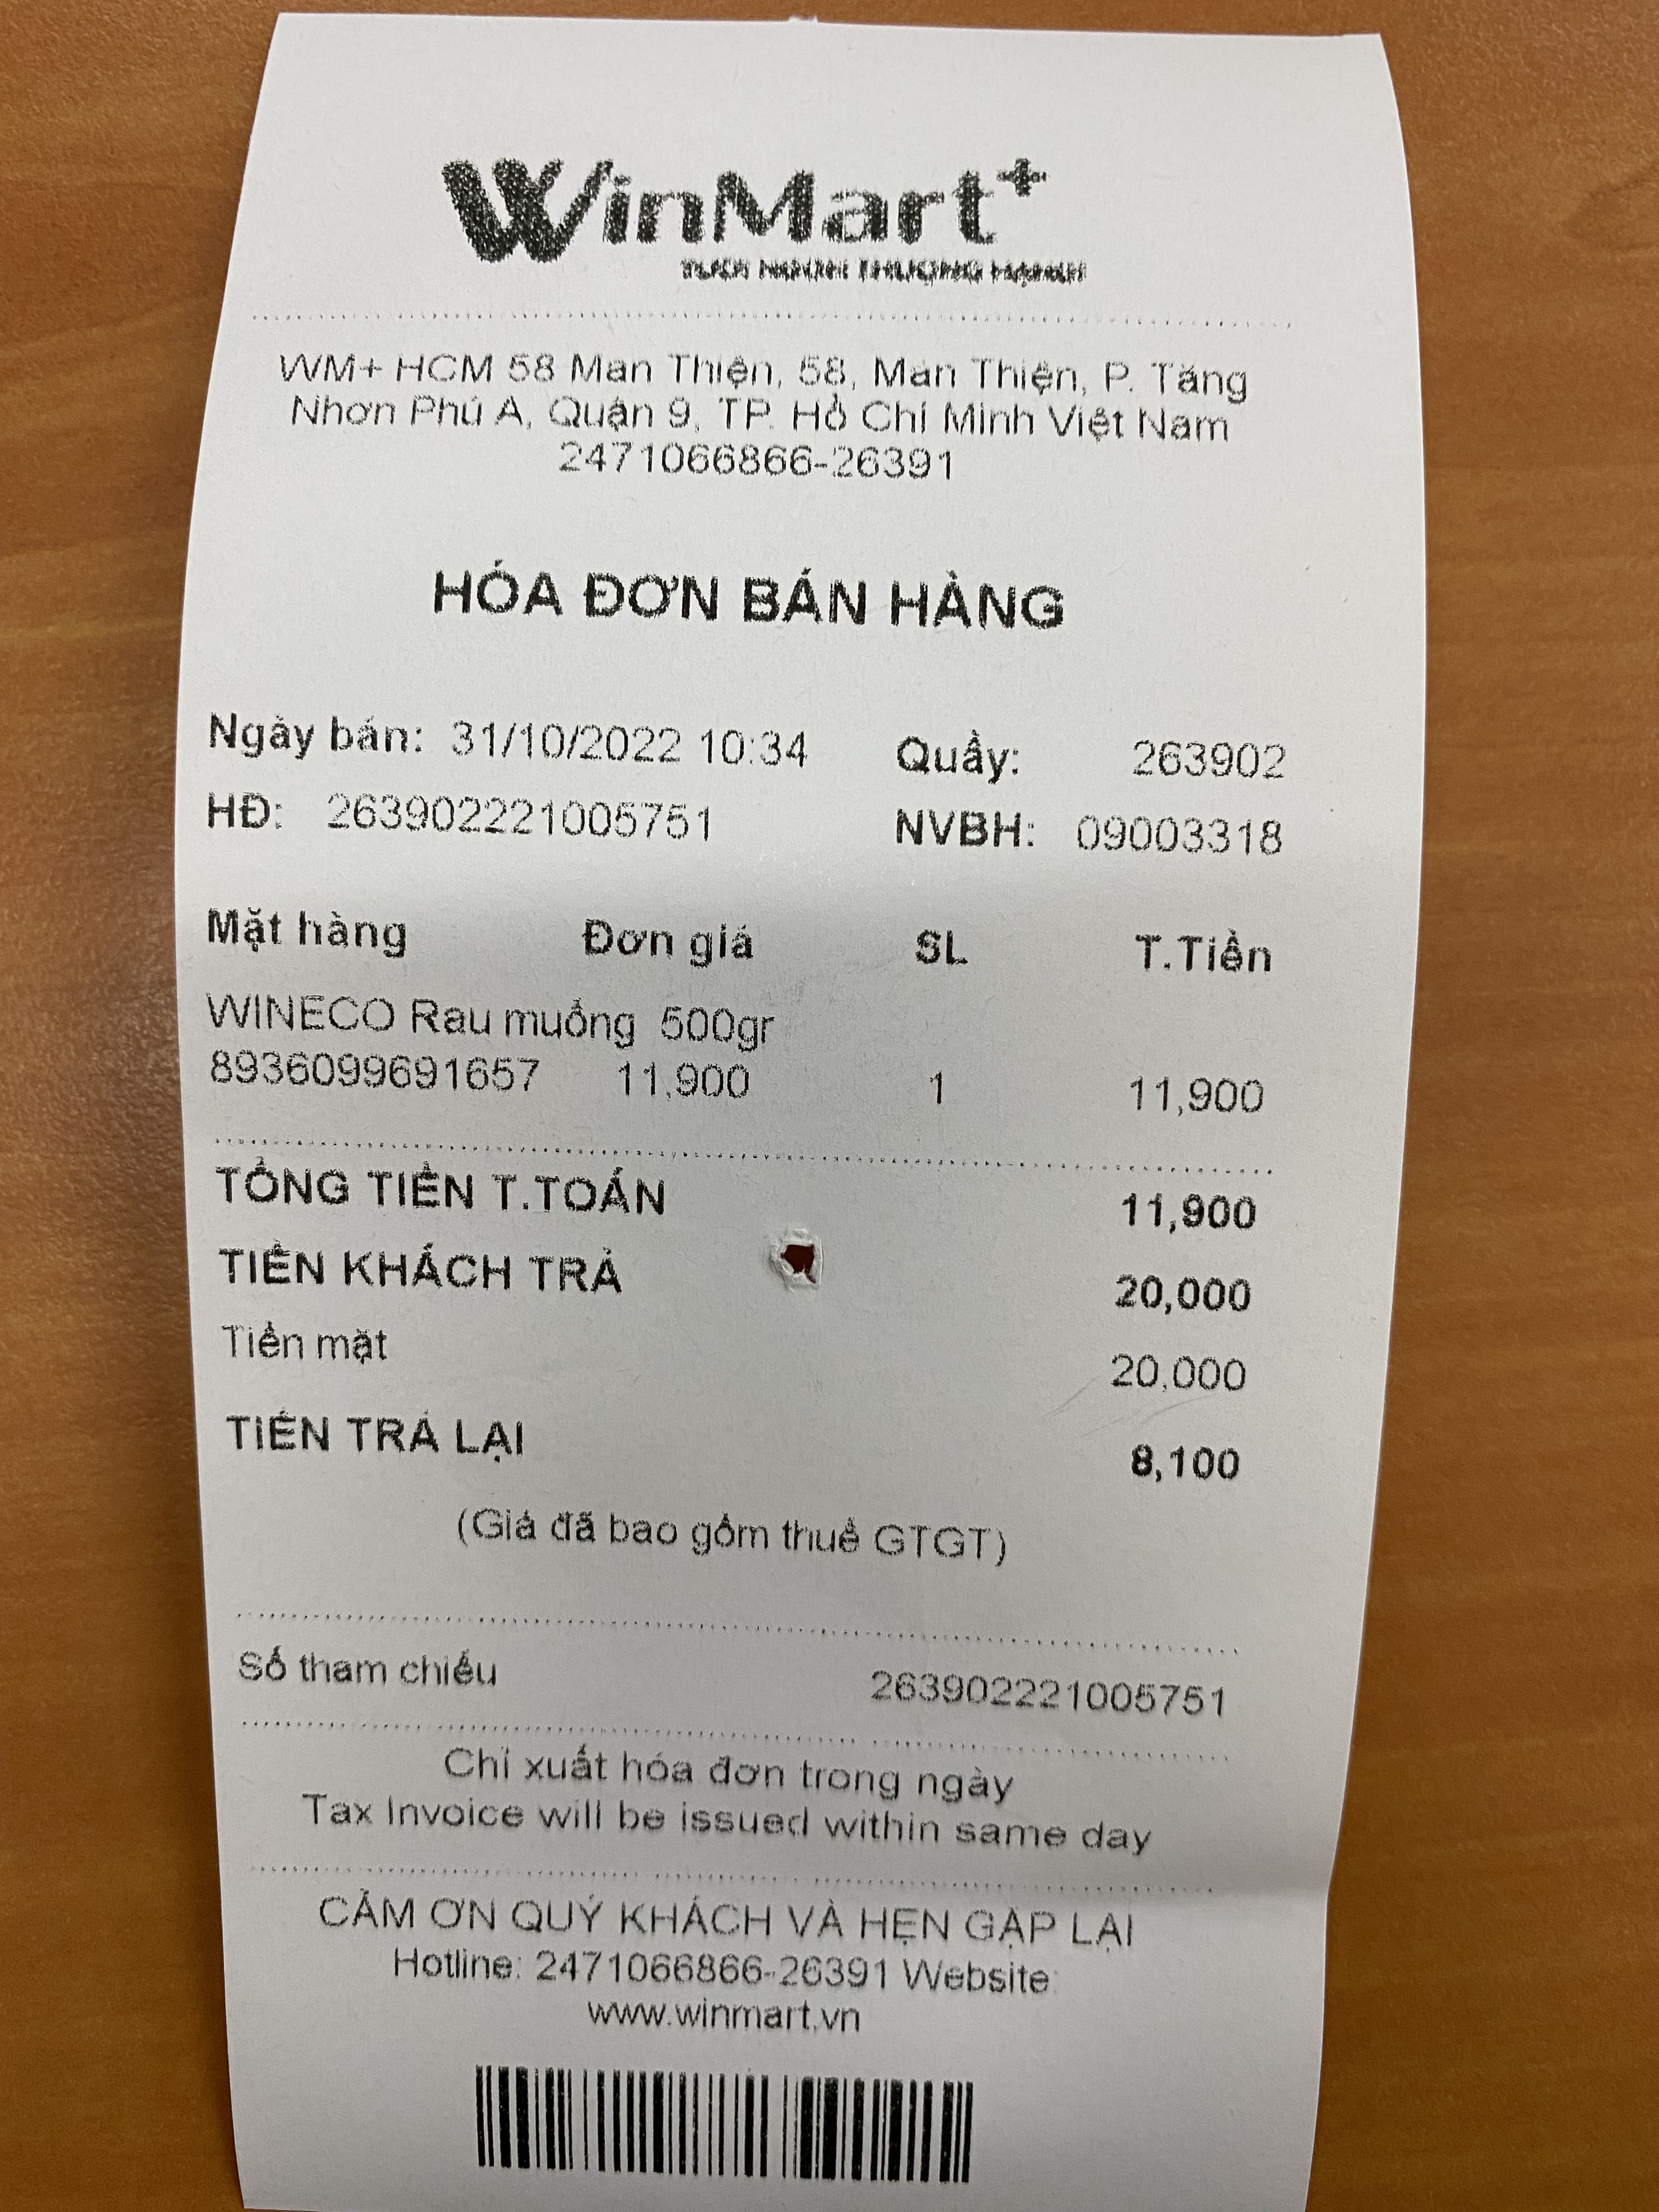 WinMart+
WM+ HCM 58 Man Thiện, 58, Man Thiện, P. Tăng
Nhơn Phú A, Quận 9, TP. Hồ Chí Minh Việt Nam
2471066866-26391
HÓA ĐƠN BÁN HÀNG
Ngày bán: 31/10/2022 10:34 Quầy: 263902
HĐ: 263902221005751 NVBH: 09003318
Mặt hàng Đơn giá SL T.Tiền
WINECO Rau muống 500gr
8936099691657 11,900 1 11,900
TỔNG TIỀN T.TOÁN 11,900
TIỀN KHÁCH TRẢ 20,000
Tiền mặt 20,000
TIỀN TRẢ LẠI 8,100
(Giá đã bao gồm thuế GTGT)
Số tham chiếu 263902221005751
Chỉ xuất hóa đơn trong ngày
Tax Invoice will be issued within same day
CẢM ƠN QUÝ KHÁCH VÀ HẸN GẶP LẠI
Hotline: 2471066866-26391 Website:
www.winmart.vn